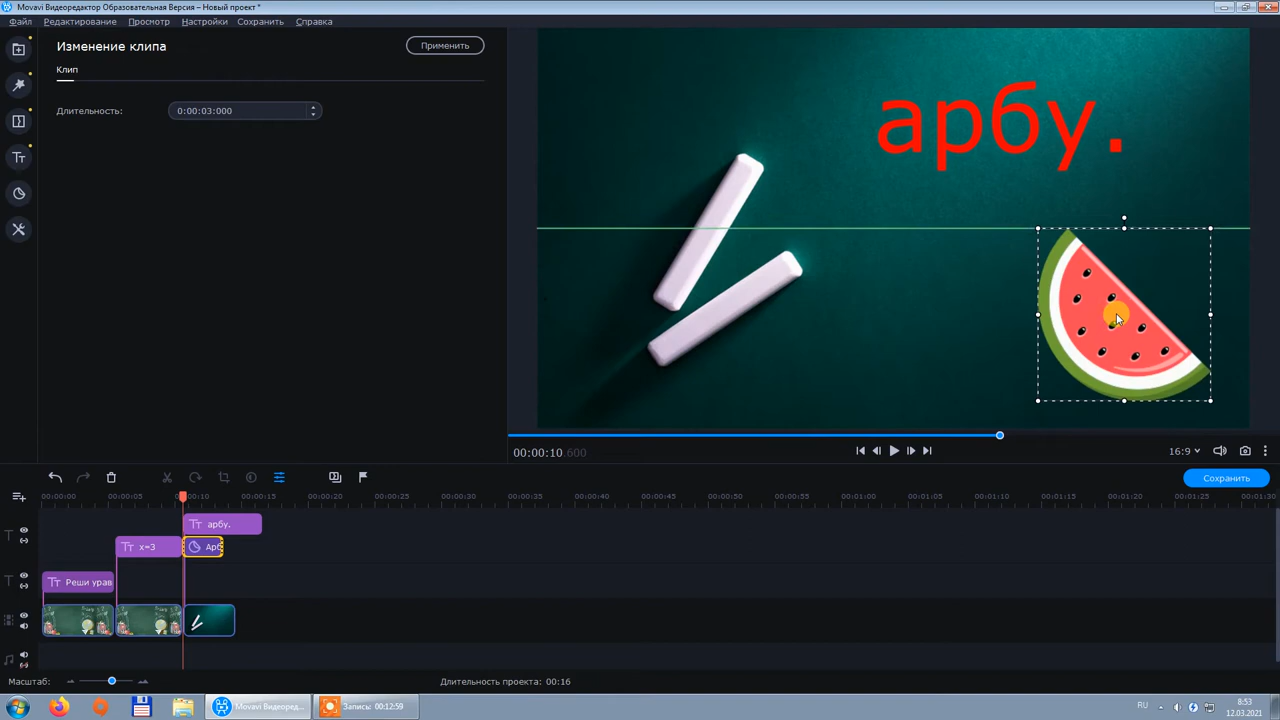 Movavi Видеоредактор Образовательная Версия – Новый проект *
Файл Редактирование Просмотр Настройки Сохранить Справка
Изменение клипа
Применить
Клип
Длительность:
0:00:03:000
арбу.
00:00:10.600
16:9
Сохранить
00:00:00 00:00:05 00:00:10 00:00:15 00:00:20 00:00:25 00:00:30 00:00:35 00:00:40 00:00:45 00:00:50 00:00:55 00:01:00 00:01:05 00:01:10 00:01:15 00:01:20 00:01:25 00:01:30
арбу.
x=3
Арб
Реши урав
Масштаб:
Длительность проекта: 00:16
Movavi Видеоред...
Запись: 00:12:59
RU
8:53
12.03.2021